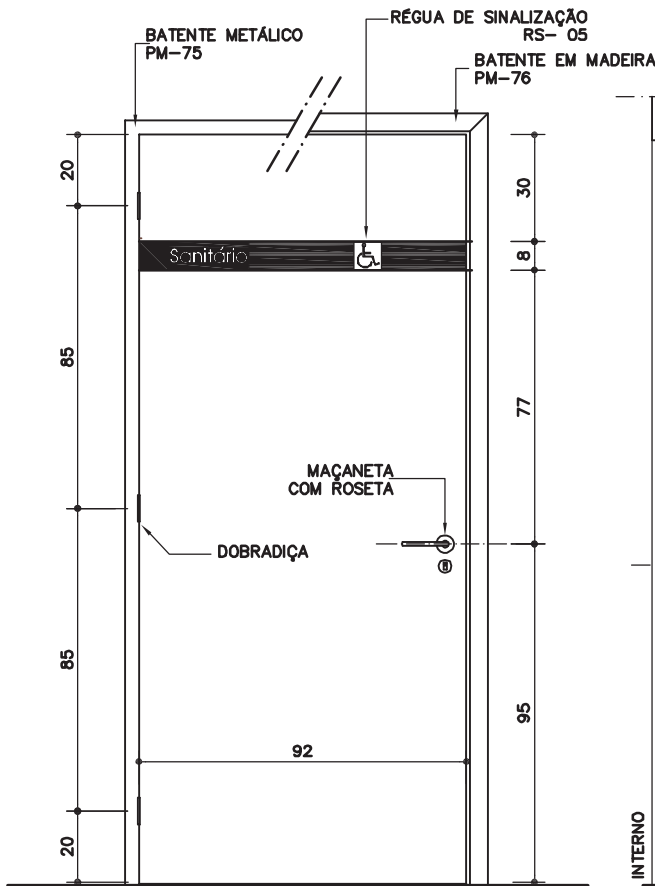 RÉGUA DE SINALIZAÇÃO
RS- 05
BATENTE METÁLICO
PM-75
BATENTE EM MADEIRA
PM-76
20
30
Sanitário
8
85
77
MAÇANETA
COM ROSETA
DOBRADIÇA
85
95
92
20
INTERNO